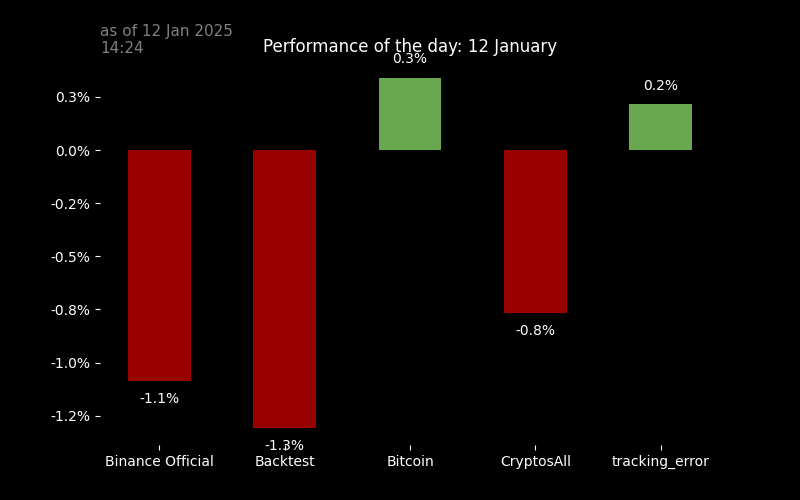 as of 12 Jan 2025
14:24
Performance of the day: 12 January
0.3%
0.2%
0.3%
0.0%
-0.2%
-0.5%
-0.8%
-1.0%
-1.2%
-0.8%
-1.1%
-1.3%
Binance Official
Backtest
Bitcoin
CryptosAll
tracking_error